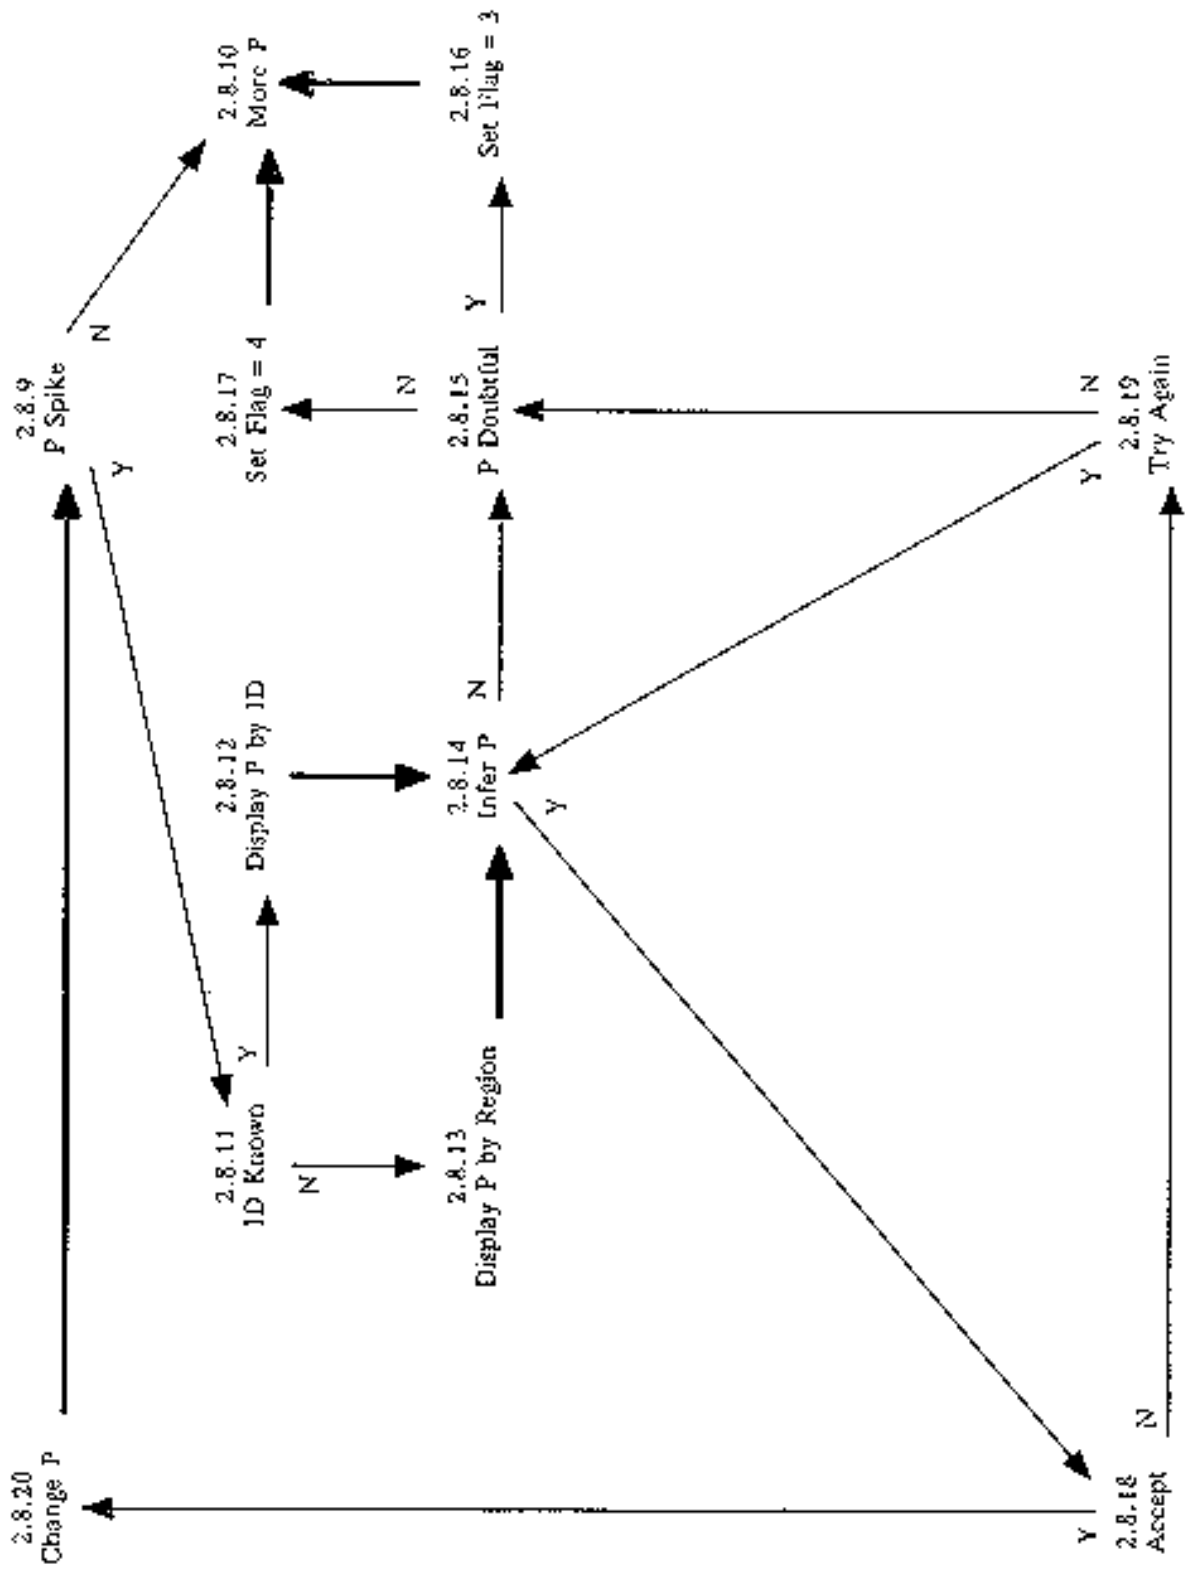 2.8.20
Change P
2.8.9
P Spike
N
Y
2.8.11
ID Known
Y
N
2.8.12
Display P by ID
2.8.17
Set Flag = 4
2.8.10
More P
2.8.13
Display P by Region
2.8.14
Infer P
N
Y
2.8.15
P Doubtful
N
Y
2.8.16
Set Flag = 3
2.8.18
Accept
Y
N
2.8.19
Try Again
Y
N